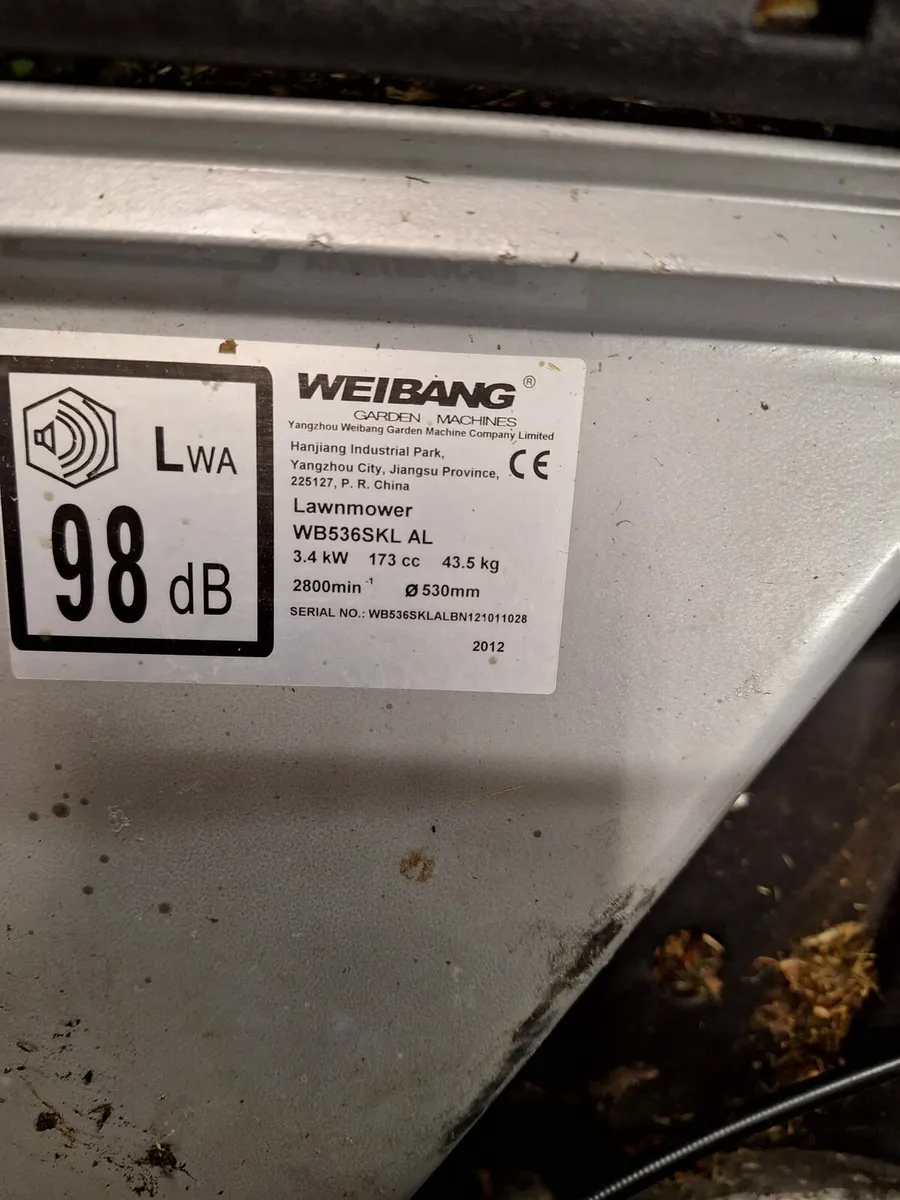 LWA
98 dB
WEIBANG ®
GARDEN MACHINES
Yangzhou Weibang Garden Machine Company Limited
Hanjiang Industrial Park,
Yangzhou City, Jiangsu Province,
225127, P. R. China
CE
Lawnmower
WB536SKL AL
3.4 kW 173 cc 43.5 kg
2800min⁻¹ Ø 530mm
SERIAL NO.: WB536SKLALBN121011028
2012